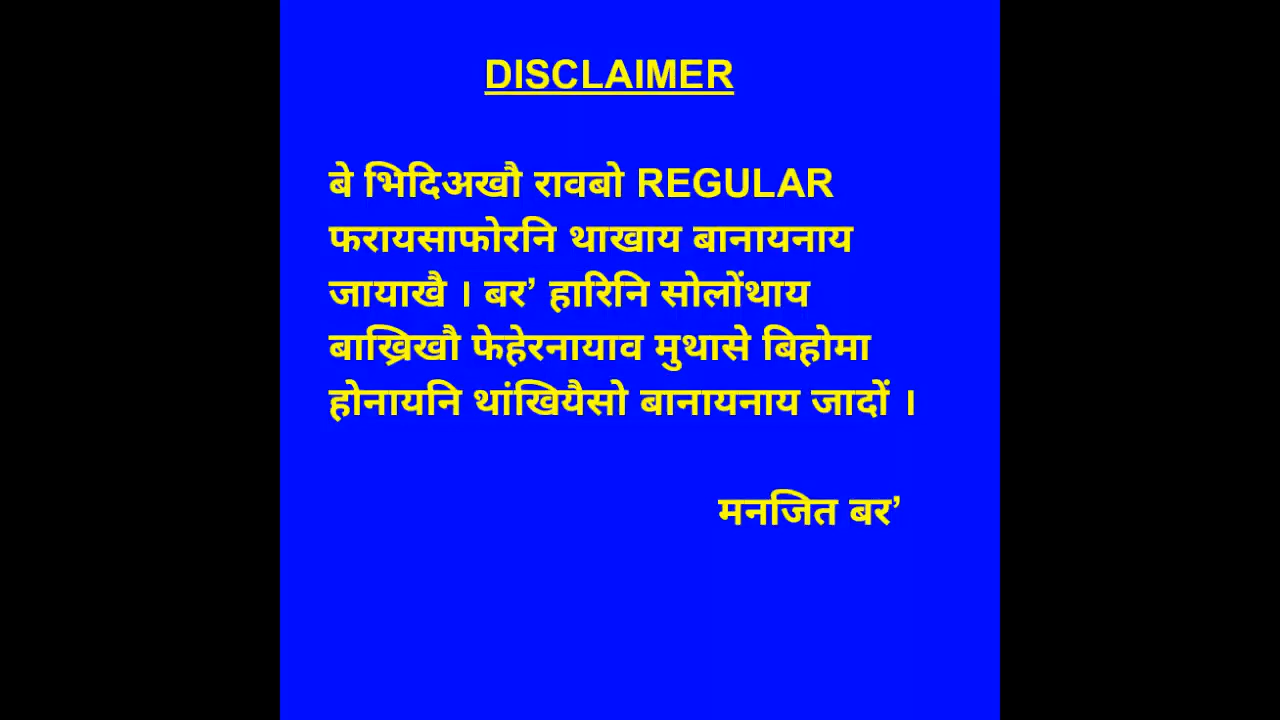 DISCLAIMER
बे भिदिअखौ रावबो REGULAR
फरायसाफोरनि थाखाय बानायनाय
जायाखै । बर’ हारिनि सोलोंथाय
बाख्रिखौ फेहेरनायाव मुथासे बिहोमा
होनायनि थांखियैसो बानायनाय जादों ।
मनजित बर’